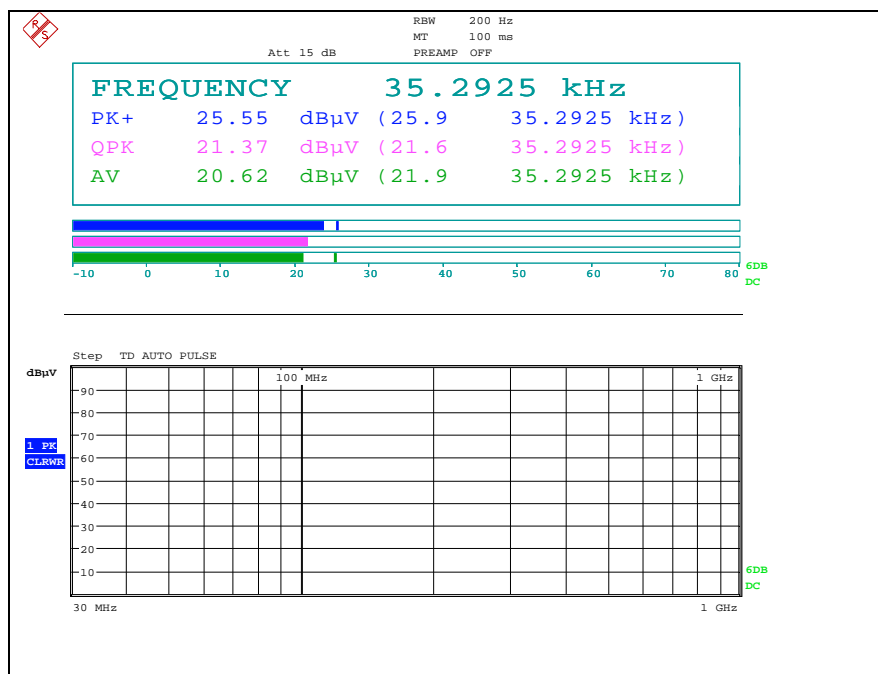 R S
RBW 200 Hz
MT 100 ms
Att 15 dB PREAMP OFF
FREQUENCY 35.2925 kHz
PK+ 25.55 dBµV (25.9 35.2925 kHz)
QPK 21.37 dBµV (21.6 35.2925 kHz)
AV 20.62 dBµV (21.9 35.2925 kHz)
-10 0 10 20 30 40 50 60 70 80
6DB
DC
Step TD AUTO PULSE
dBµV
100 MHz 1 GHz
90
80
70
1 PK
CLRWR
60
50
40
30
20
10
6DB
DC
30 MHz 1 GHz